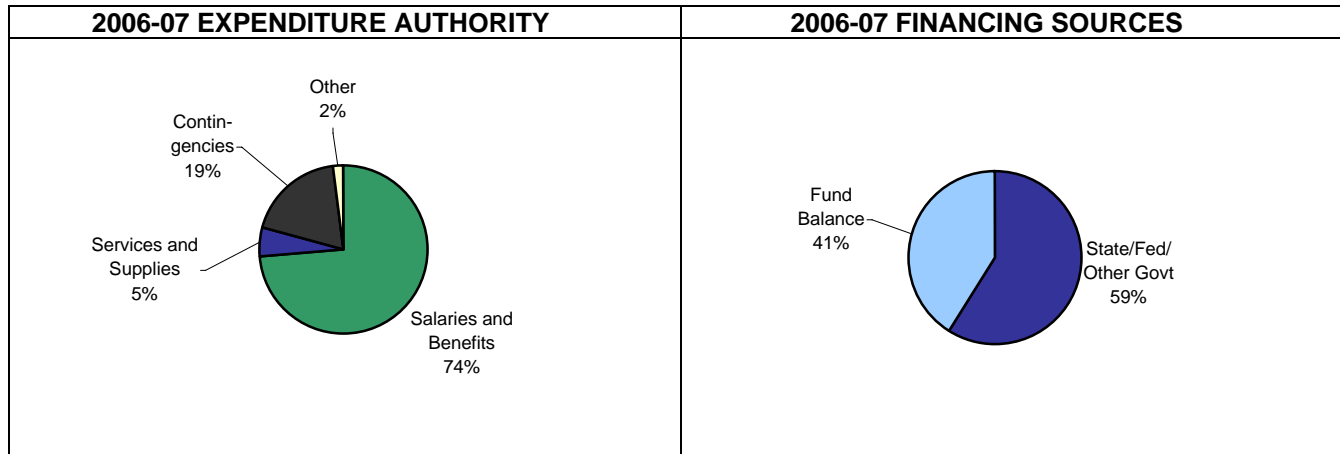 2006-07 EXPENDITURE AUTHORITY
Other
2%
Contin-
gencies
19%
Services and
Supplies
5%
Salaries and
Benefits
74%
2006-07 FINANCING SOURCES
Fund
Balance
41%
State/Fed/
Other Govt
59%